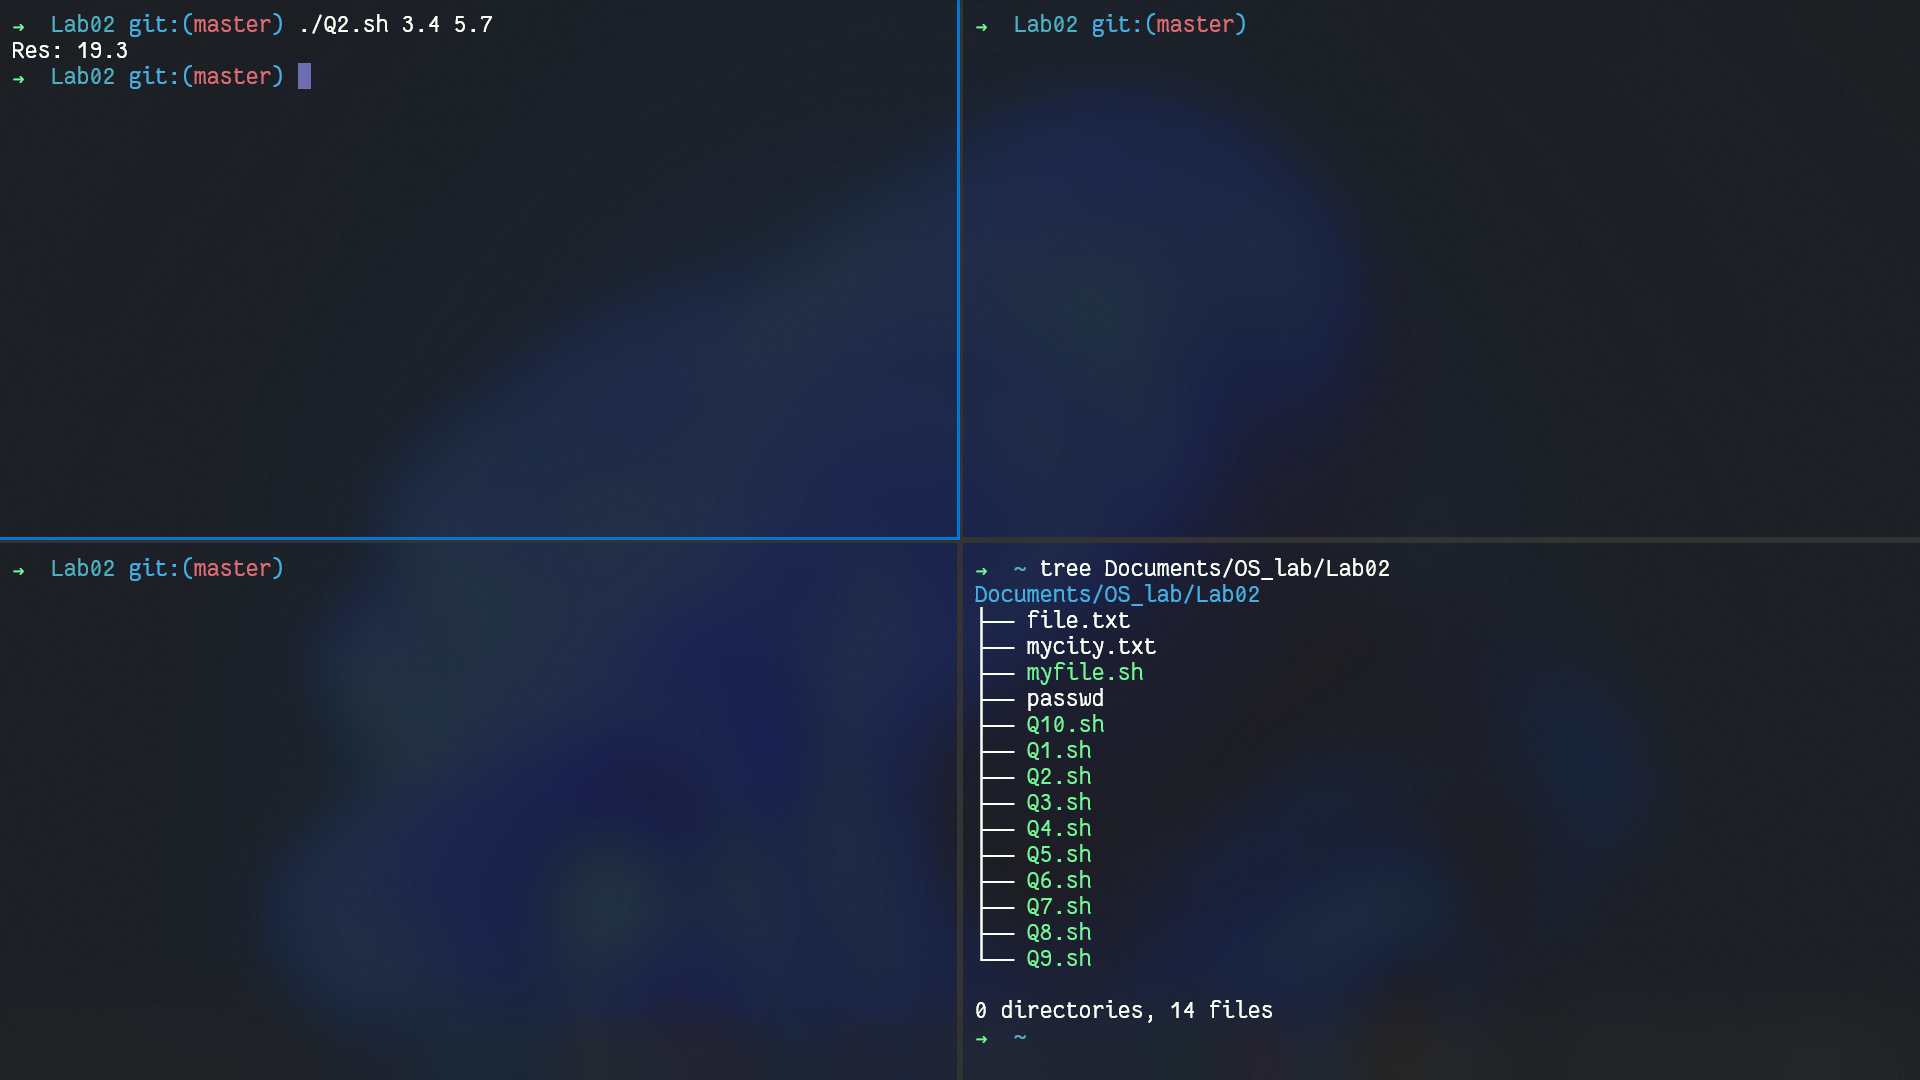 ➜  Lab02 git:(master) ./Q2.sh 3.4 5.7
Res: 19.3
➜  Lab02 git:(master)
➜  Lab02 git:(master)
➜  Lab02 git:(master)
➜  ~ tree Documents/OS_lab/Lab02
Documents/OS_lab/Lab02
├── file.txt
├── mycity.txt
├── myfile.sh
├── passwd
├── Q10.sh
├── Q1.sh
├── Q2.sh
├── Q3.sh
├── Q4.sh
├── Q5.sh
├── Q6.sh
├── Q7.sh
├── Q8.sh
└── Q9.sh
0 directories, 14 files
➜  ~